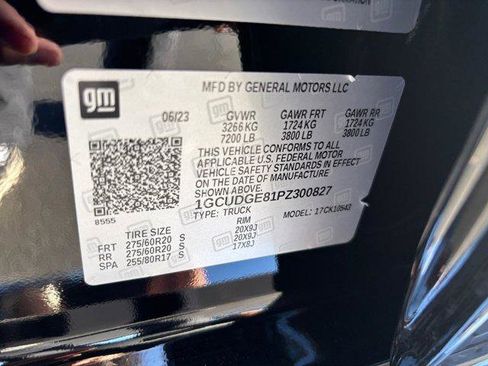 FORMATION
gm
MFD BY GENERAL MOTORS LLC
06/23 GVWR GAWR FRT GAWR RR
3266 KG 1724 KG 1724 KG
7200 LB 3800 LB 3800 LB
THIS VEHICLE CONFORMS TO ALL
APPLICABLE U.S. FEDERAL MOTOR
VEHICLE SAFETY STANDARDS IN EFFECT
ON THE DATE OF MANUFACTURE
SHOWN ABOVE.
1GCUDGE81PZ300827
TYPE: TRUCK MODEL: 17CK10543
8555
TIRE SIZE RIM
FRT 275/60R20 S 20X9J
RR 275/60R20 S 20X9J
SPA 255/80R17 S 17X8J